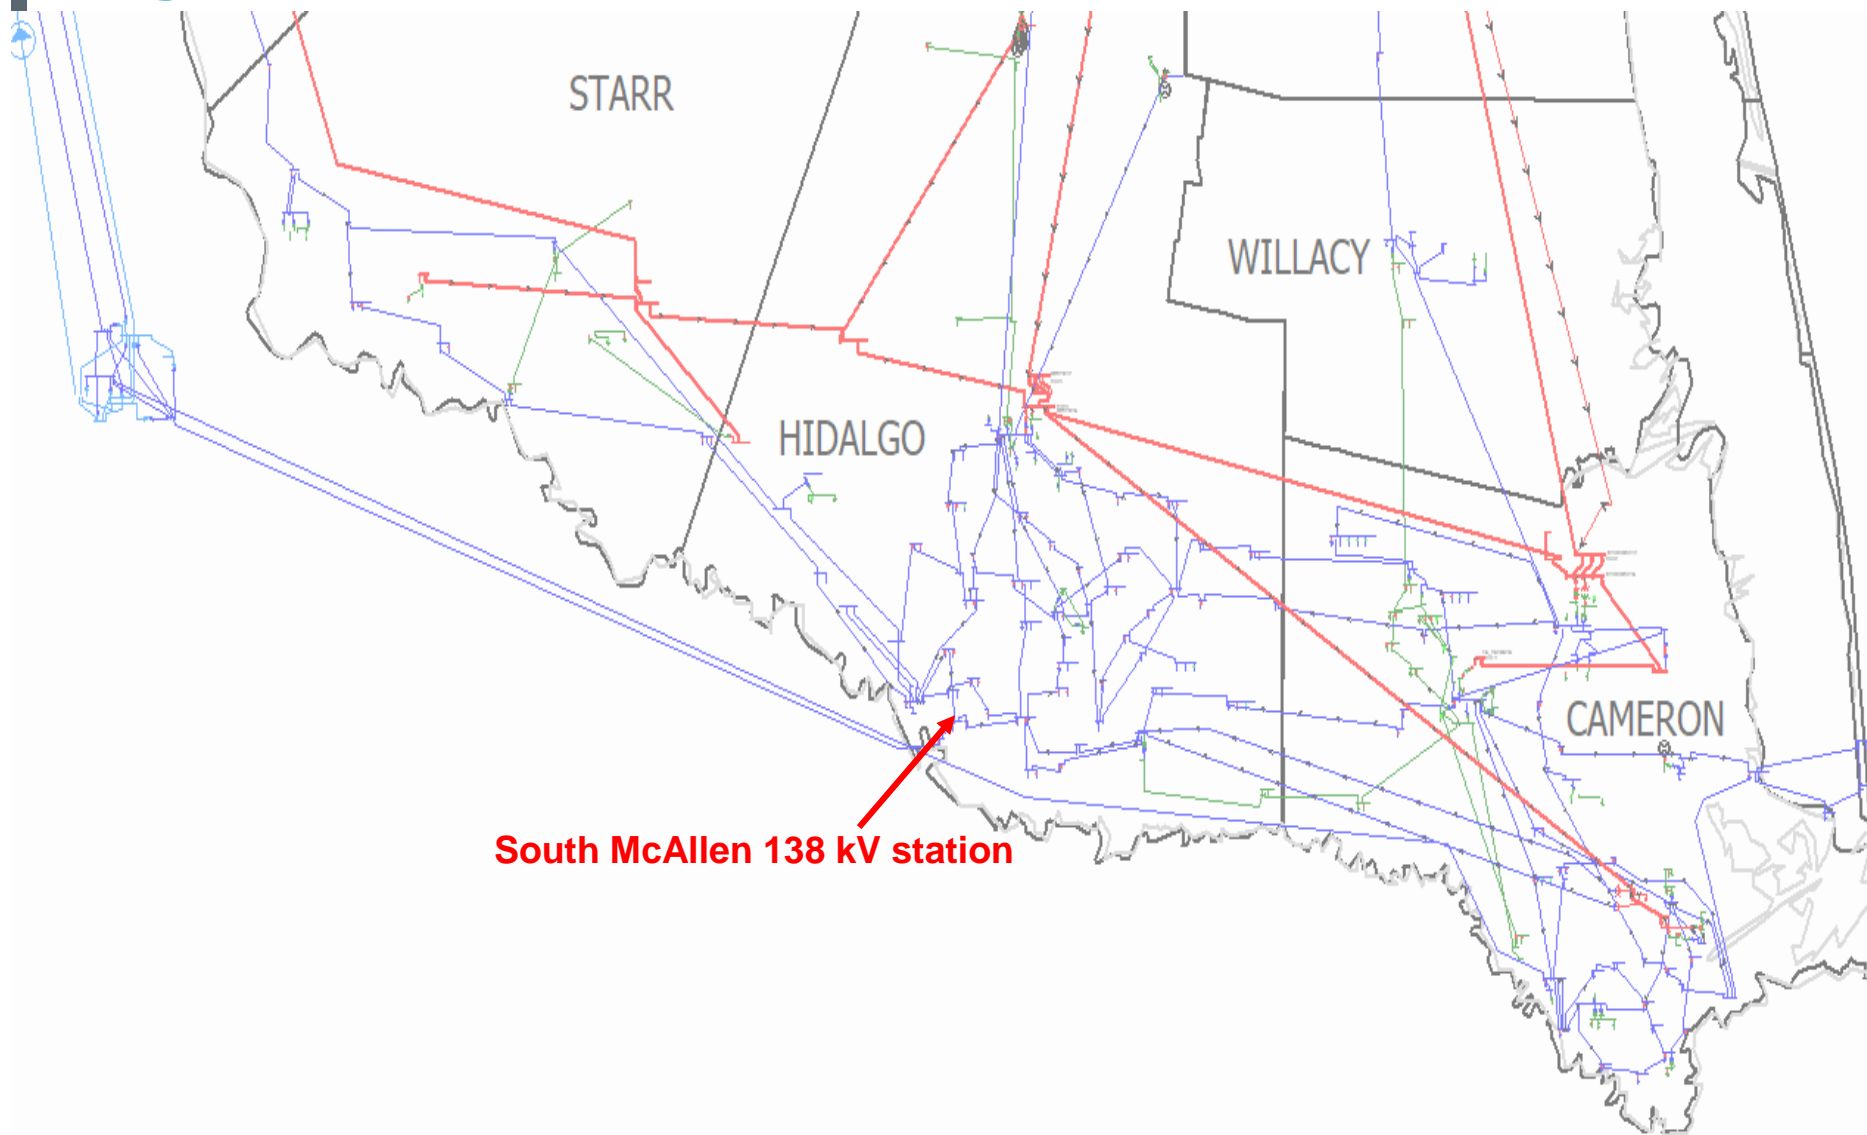 STARR
WILLACY
HIDALGO
CAMERON
South McAllen 138 kV station